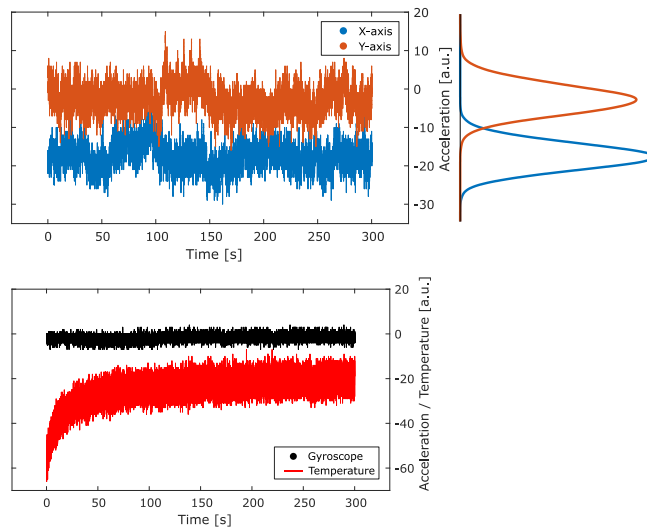 X-axis
Y-axis
20
10
0
-10
-20
-30
Acceleration [a.u.]
0 50 100 150 200 250 300
Time [s]
20
0
-20
-40
-60
Acceleration / Temperature [a.u.]
Gyroscope
Temperature
0 50 100 150 200 250 300
Time [s]